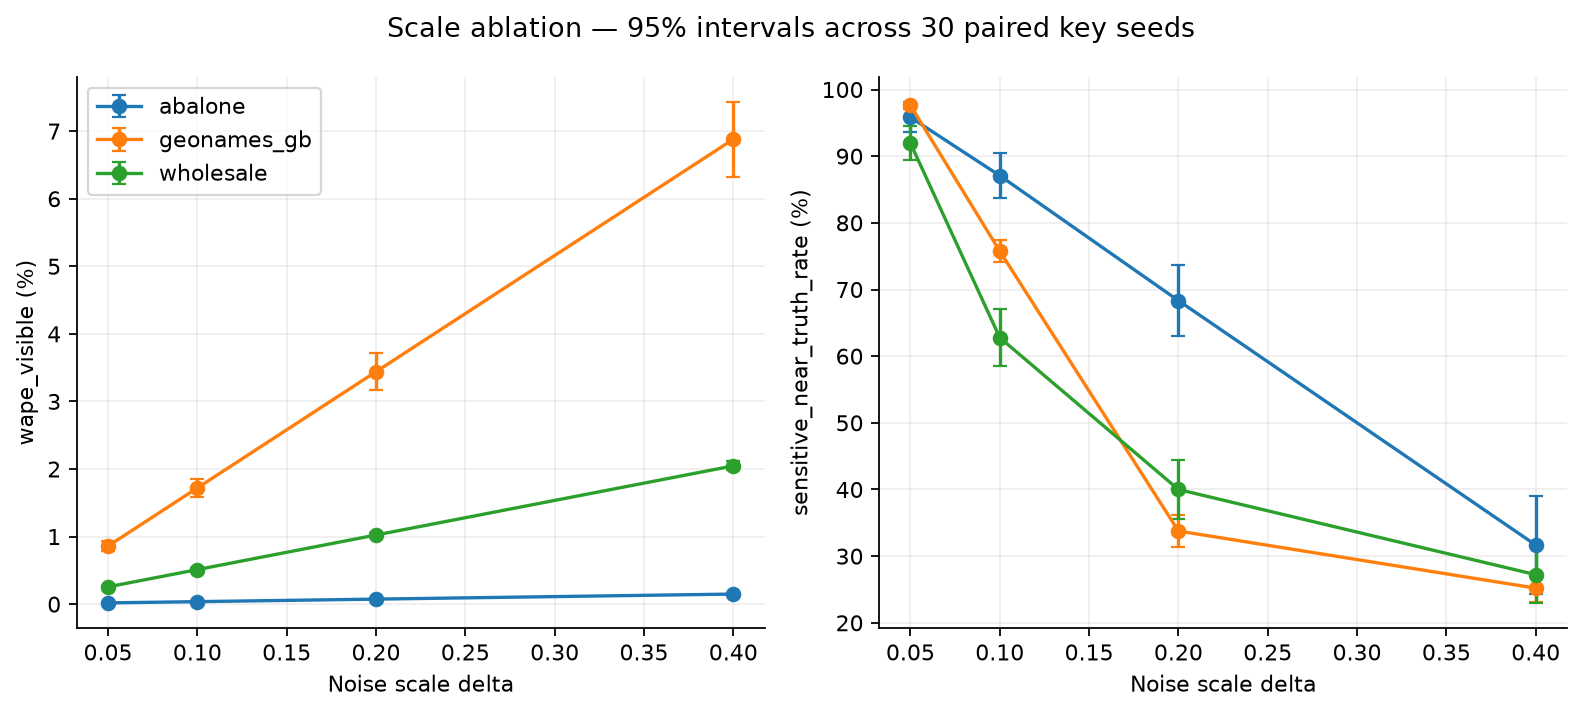 Scale ablation — 95% intervals across 30 paired key seeds
abalone
geonames_gb
wholesale
wape_visible (%)
7
6
5
4
3
2
1
0
0.05 0.10 0.15 0.20 0.25 0.30 0.35 0.40
Noise scale delta
sensitive_near_truth_rate (%)
100
90
80
70
60
50
40
30
20
0.05 0.10 0.15 0.20 0.25 0.30 0.35 0.40
Noise scale delta